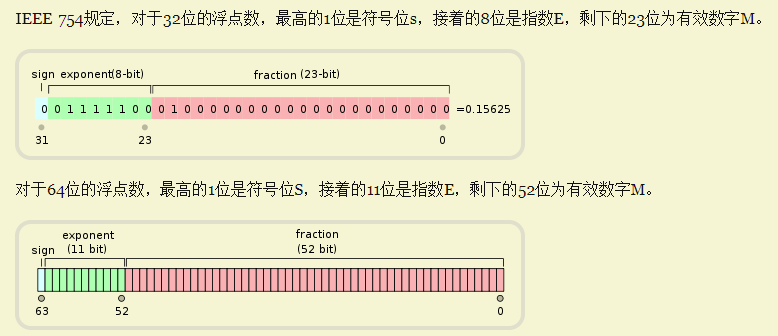 IEEE 754规定，对于32位的浮点数，最高的1位是符号位s，接着的8位是指数E，剩下的23位为有效数字M。
sign exponent(8-bit) fraction (23-bit)
0 0 1 1 1 1 1 0 0 0 1 0 0 0 0 0 0 0 0 0 0 0 0 0 0 0 0 0 0 0 0 0 =0.15625
31 23 0
对于64位的浮点数，最高的1位是符号位S，接着的11位是指数E，剩下的52位为有效数字M。
exponent fraction
sign (11 bit) (52 bit)
63 52 0